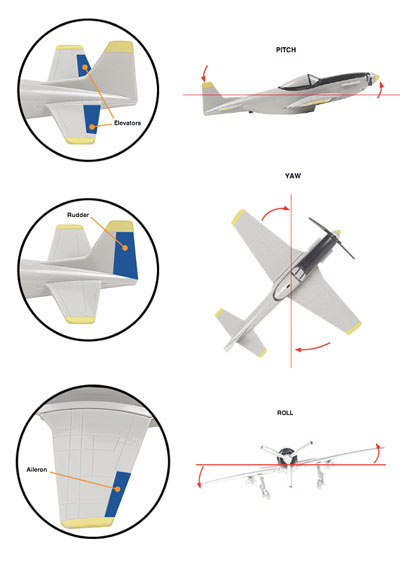 PITCH
Elevators
YAW
Rudder
ROLL
Aileron